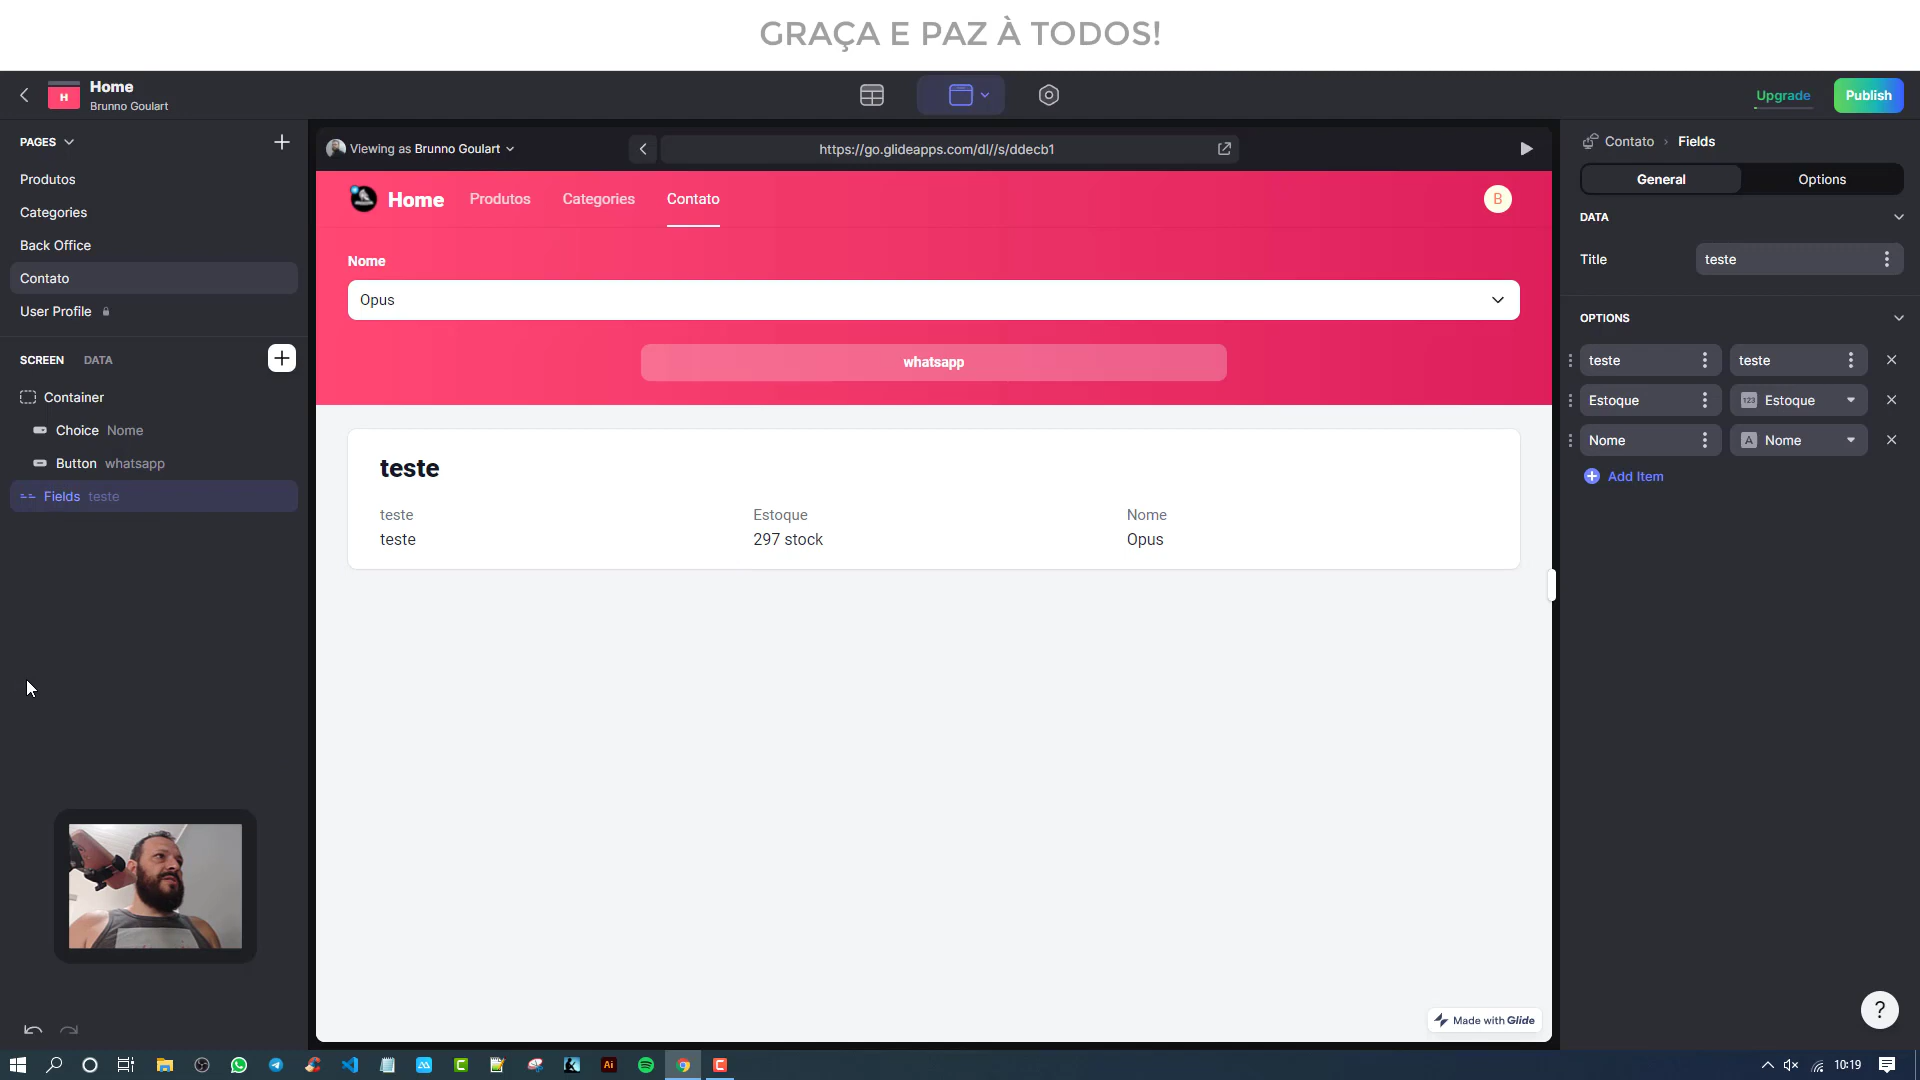 GRAÇA E PAZ À TODOS!
H
Home
Brunno Goulart
Upgrade
Publish
PAGES
Produtos
Categories
Back Office
Contato
User Profile
SCREEN
DATA
Container
Choice Nome
Button whatsapp
Fields teste
Viewing as Brunno Goulart
https://go.glideapps.com/dl//s/ddecb1
Home
Produtos
Categories
Contato
B
Nome
Opus
whatsapp
teste
teste
Estoque
Nome
teste
297 stock
Opus
Made with Glide
Contato
Fields
General
Options
DATA
Title
teste
OPTIONS
teste
teste
Estoque
123
Estoque
Nome
A
Nome
Add Item
?
Ai
10:19